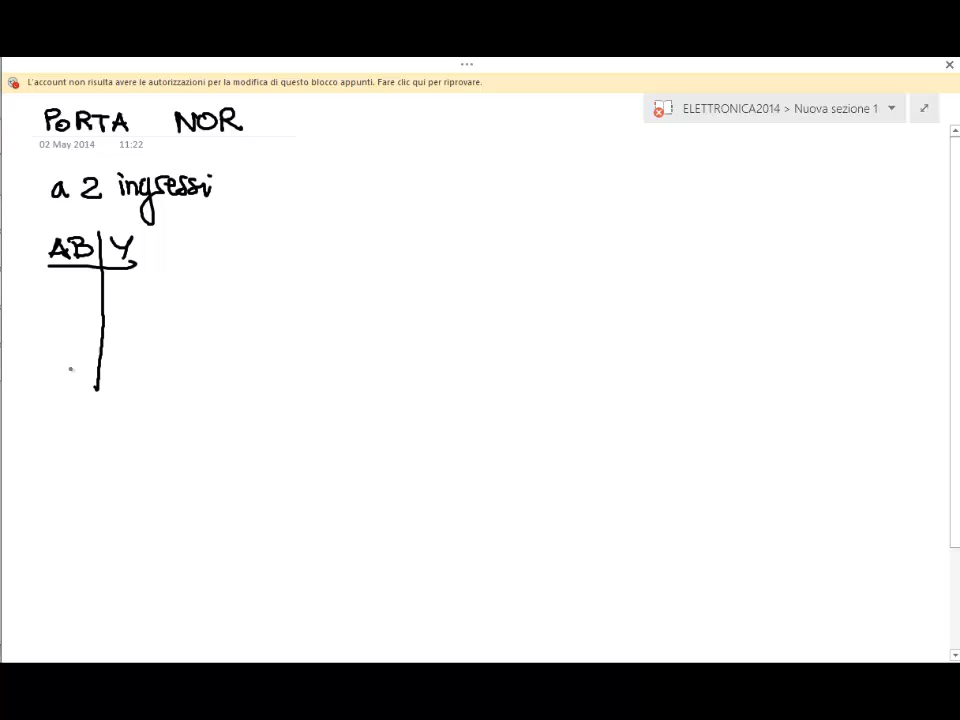 L'account non risulta avere le autorizzazioni per la modifica di questo blocco appunti. Fare clic qui per riprovare.
PORTA NOR
ELETTRONICA2014 > Nuova sezione 1
02 May 2014 11:22
a 2 ingressi
AB Y